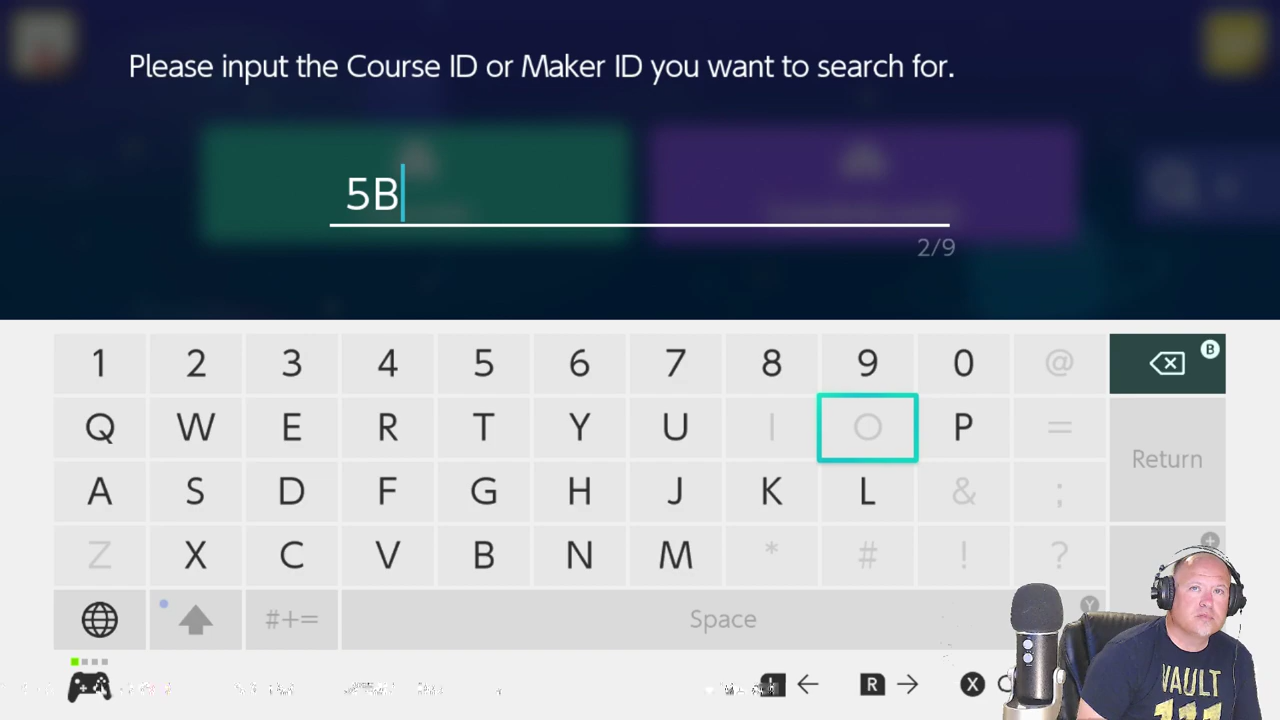 Please input the Course ID or Maker ID you want to search for.
5B
2/9
1 2 3 4 5 6 7 8 9 0 @ B
Q W E R T Y U I O P =
Return
A S D F G H J K L & ;
Z X C V B N M * # ! ?
+
#+= Space Y
L ← R → X
VAULT
111